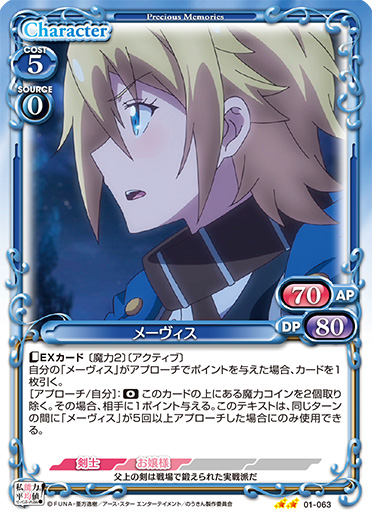 Precious Memories
Character
COST
5
SOURCE
0
70 AP
DP 80
メーヴィス
EXカード [魔力2] [アクティブ]
自分の「メーヴィス」がアプローチでポイントを与えた場合、カードを1
枚引く。
[アプローチ/自分]: このカードの上にある魔力コインを2個取り
除く。その場合、相手に1ポイント与える。このテキストは、同じターン
の間に「メーヴィス」が5回以上アプローチした場合にのみ使用でき
る。
剣士 お嬢様
父上の剣は戦場で鍛えられた実戦派だ
私能力
平均値
©FUNA・亜方逸樹/アース・スター エンターテイメント/のうきん製作委員会
01-063